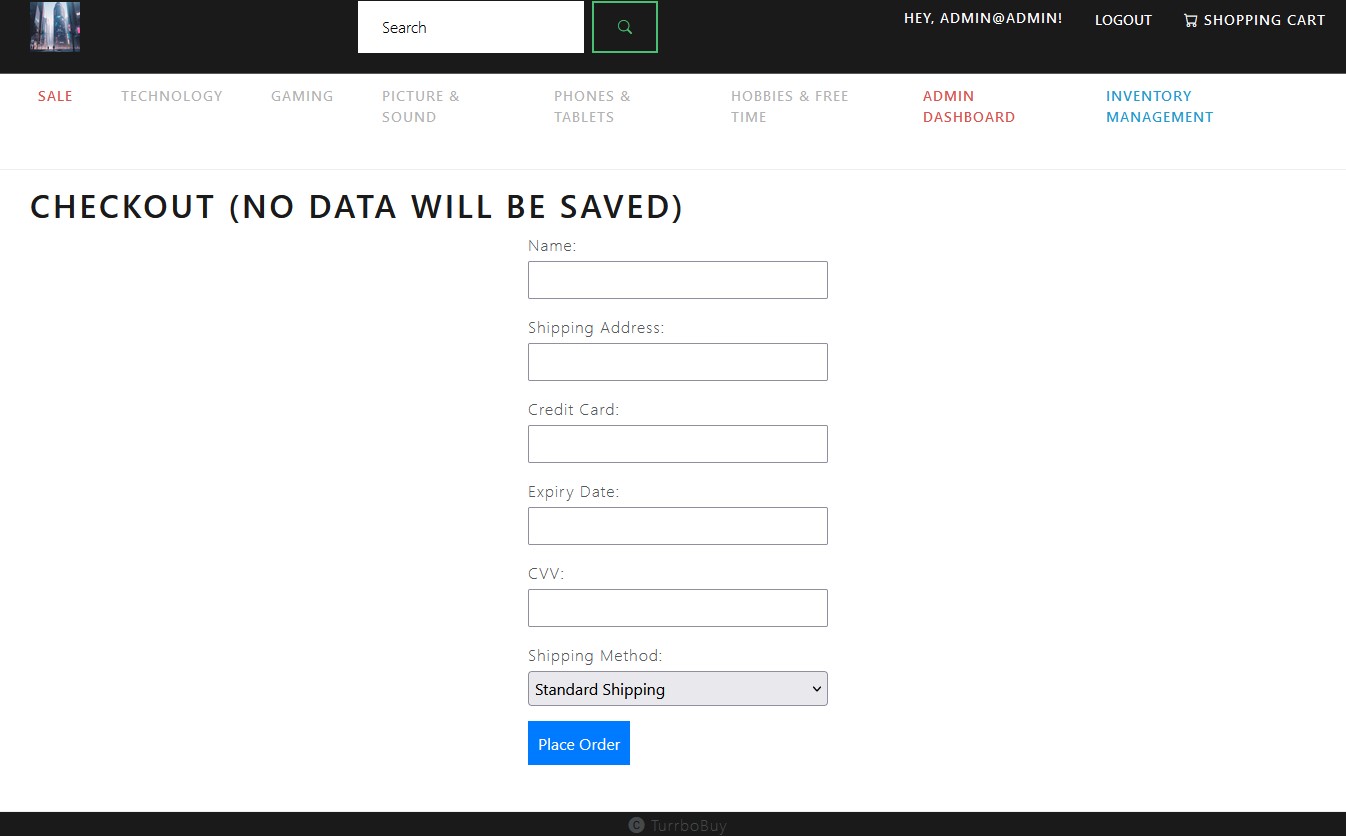 Search
HEY, ADMIN@ADMIN!
LOGOUT
SHOPPING CART
SALE
TECHNOLOGY
GAMING
PICTURE &
SOUND
PHONES &
TABLETS
HOBBIES & FREE
TIME
ADMIN
DASHBOARD
INVENTORY
MANAGEMENT
CHECKOUT (NO DATA WILL BE SAVED)
Name:
Shipping Address:
Credit Card:
Expiry Date:
CVV:
Shipping Method:
Standard Shipping
Place Order
C TurrboBuy